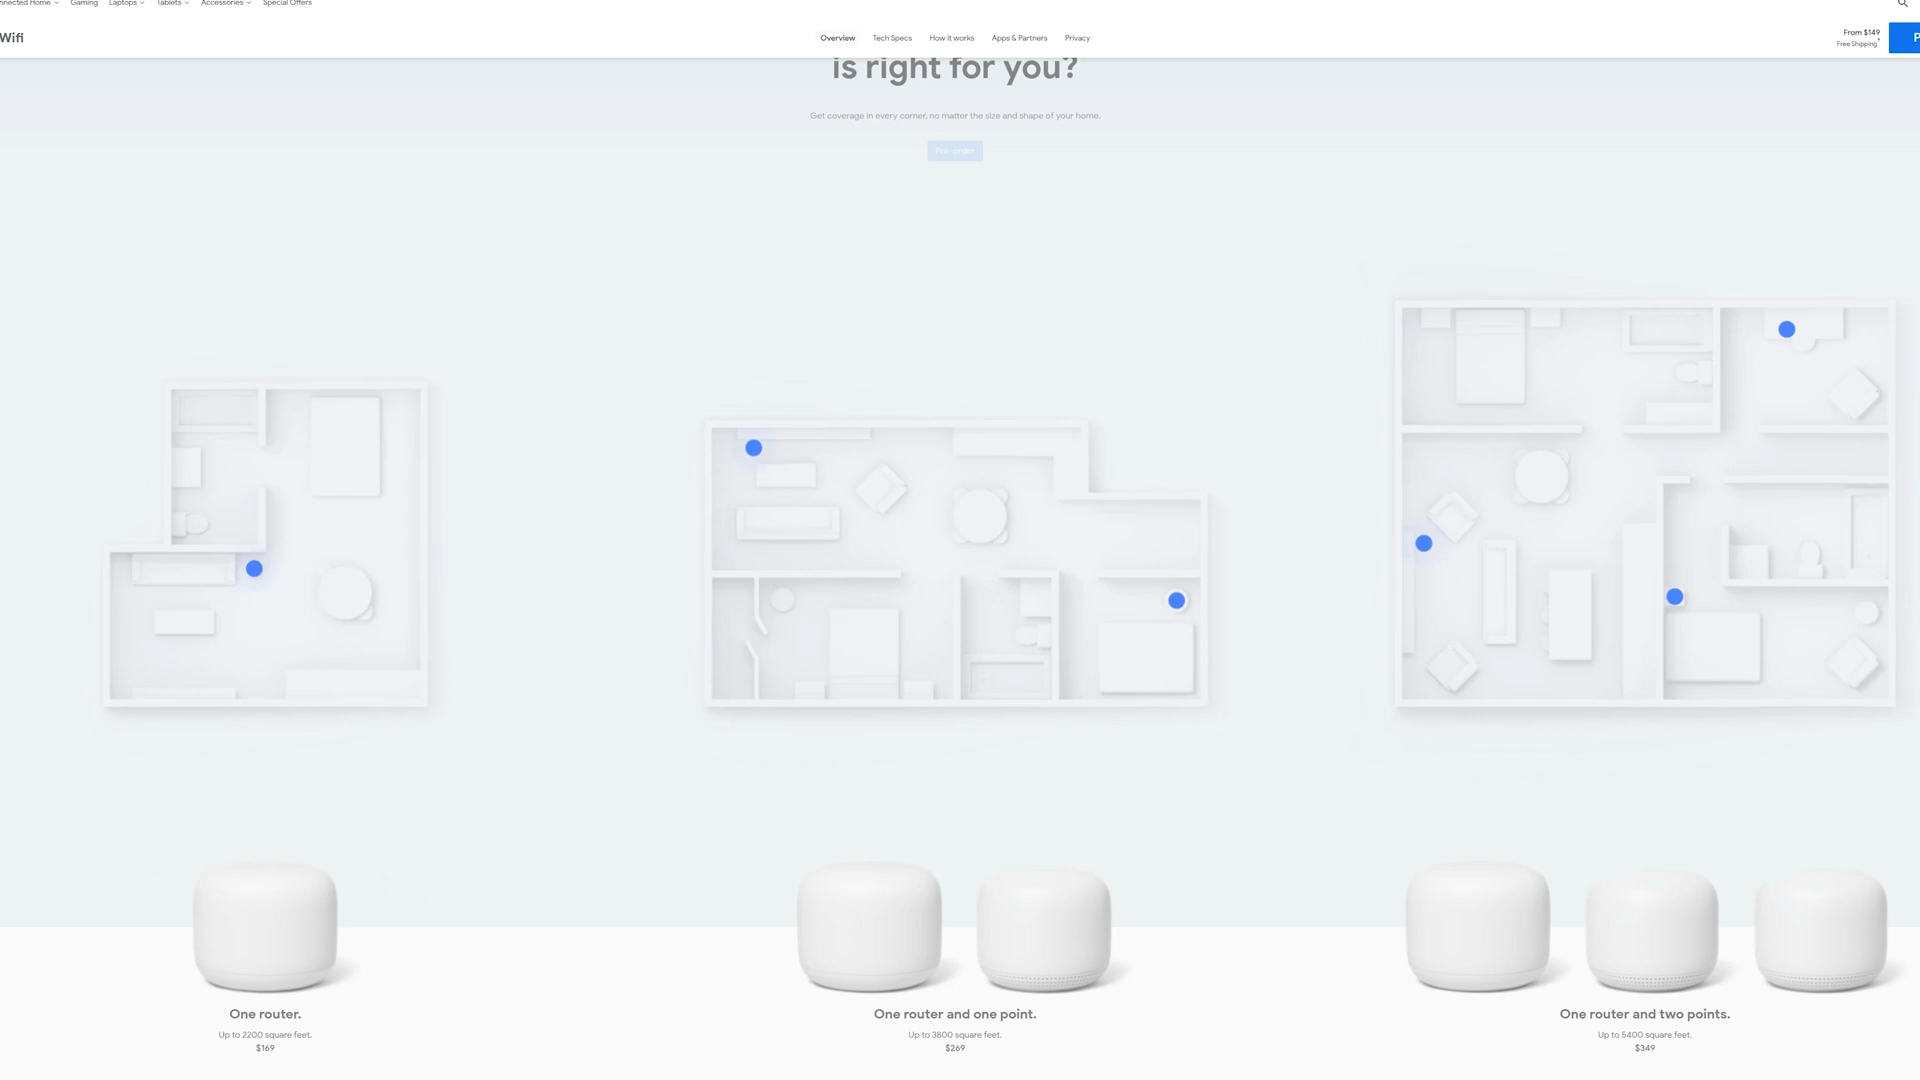 Gaming
Laptops
Tablets
Accessories
Special Offers
Wifi
Overview
Tech Specs
How it works
Apps & Partners
Privacy
From $149
Free Shipping†
is right for you?
Get coverage in every corner, no matter the size and shape of your home.
Pre-order
One router.
Up to 2200 square feet.
$169
One router and one point.
Up to 3800 square feet.
$269
One router and two points.
Up to 5400 square feet.
$349